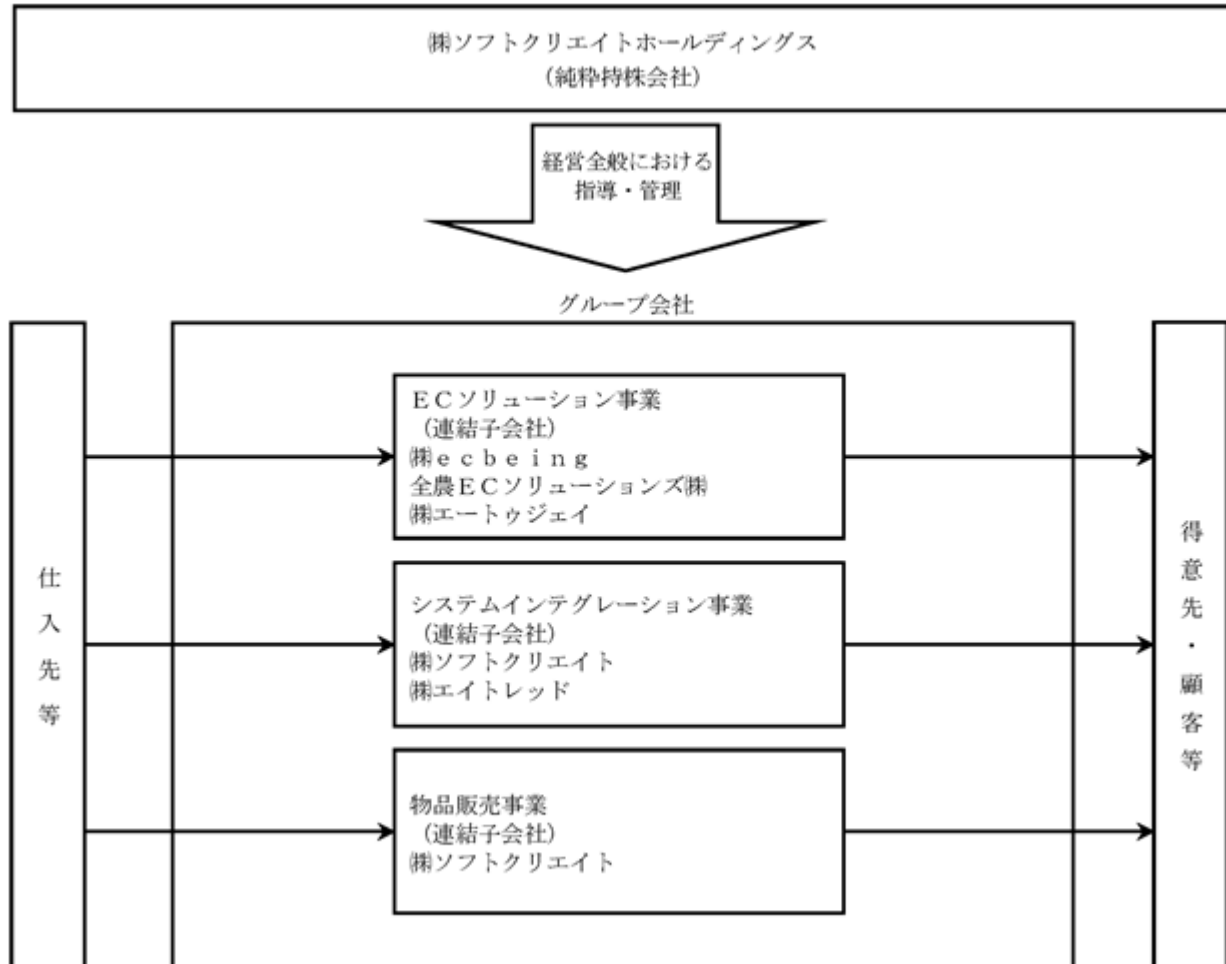 ㈱ソフトクリエイトホールディングス
（純粋持株会社）
経営全般における
指導・管理
グループ会社
仕入先等
ＥＣソリューション事業
（連結子会社）
㈱ｅｃｂｅｉｎｇ
全農ＥＣソリューションズ㈱
㈱エートゥジェイ
システムインテグレーション事業
（連結子会社）
㈱ソフトクリエイト
㈱エイトレッド
物品販売事業
（連結子会社）
㈱ソフトクリエイト
得意先・顧客等